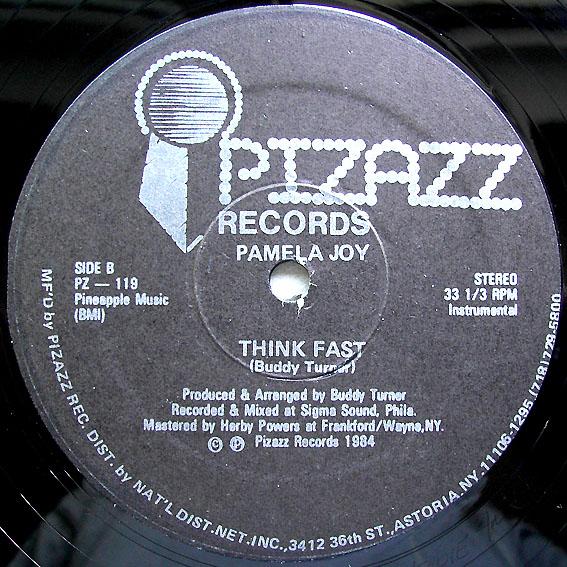 PIZAZZ
RECORDS
PAMELA JOY
SIDE B
PZ — 119
Pineapple Music
(BMI)
STEREO
33 1/3 RPM
Instrumental
THINK FAST
(Buddy Turner)
Produced & Arranged by Buddy Turner
Recorded & Mixed at Sigma Sound, Phila.
Mastered by Herby Powers at Frankford/Wayne,NY.
© ℗ Pizazz Records 1984
MF'D by PIZAZZ REC. DIST. by NAT'L DIST.NET.INC.,3412 36th ST.,ASTORIA,NY.11106-1295 (718)729-5800